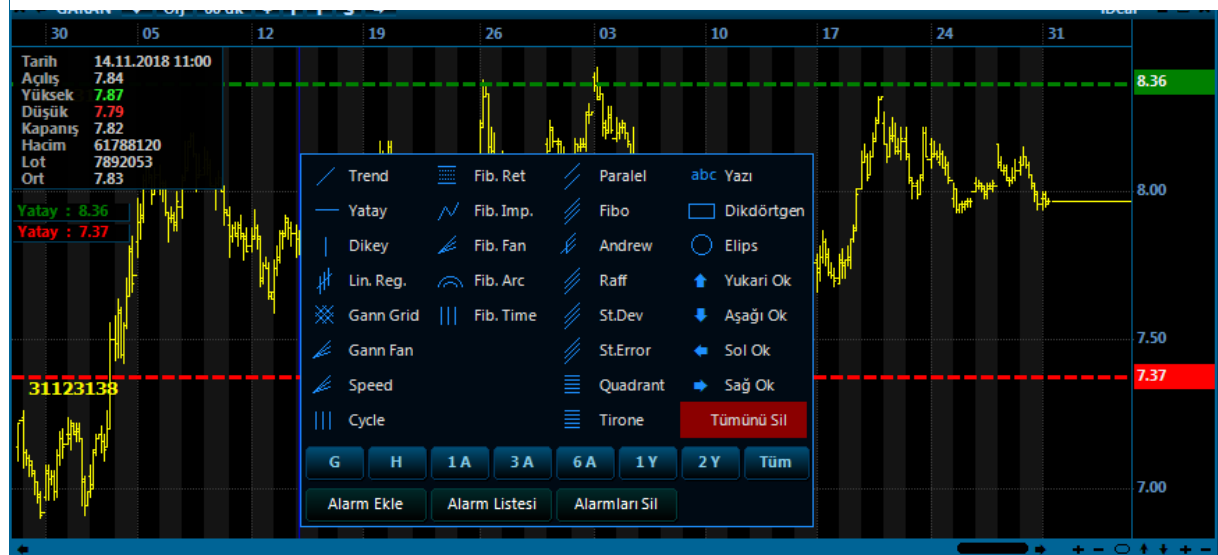 30 05 12 19 26 03 10 17 24 31
Tarih 14.11.2018 11:00
Açılış 7.84
Yüksek 7.87
Düşük 7.79
Kapanış 7.82
Hacim 61788120
Lot 7892053
Ort 7.83
Yatay : 8.36
Yatay : 7.37
31123138
8.36
8.00
7.50
7.37
7.00
Trend Fib. Ret Paralel abc Yazı
Yatay Fib. Imp. Fibo Dikdörtgen
Dikey Fib. Fan Andrew Elips
Lin. Reg. Fib. Arc Raff Yukari Ok
Gann Grid Fib. Time St.Dev Aşağı Ok
Gann Fan St.Error Sol Ok
Speed Quadrant Sağ Ok
Cycle Tirone Tümünü Sil
G H 1 A 3 A 6 A 1 Y 2 Y Tüm
Alarm Ekle Alarm Listesi Alarmları Sil